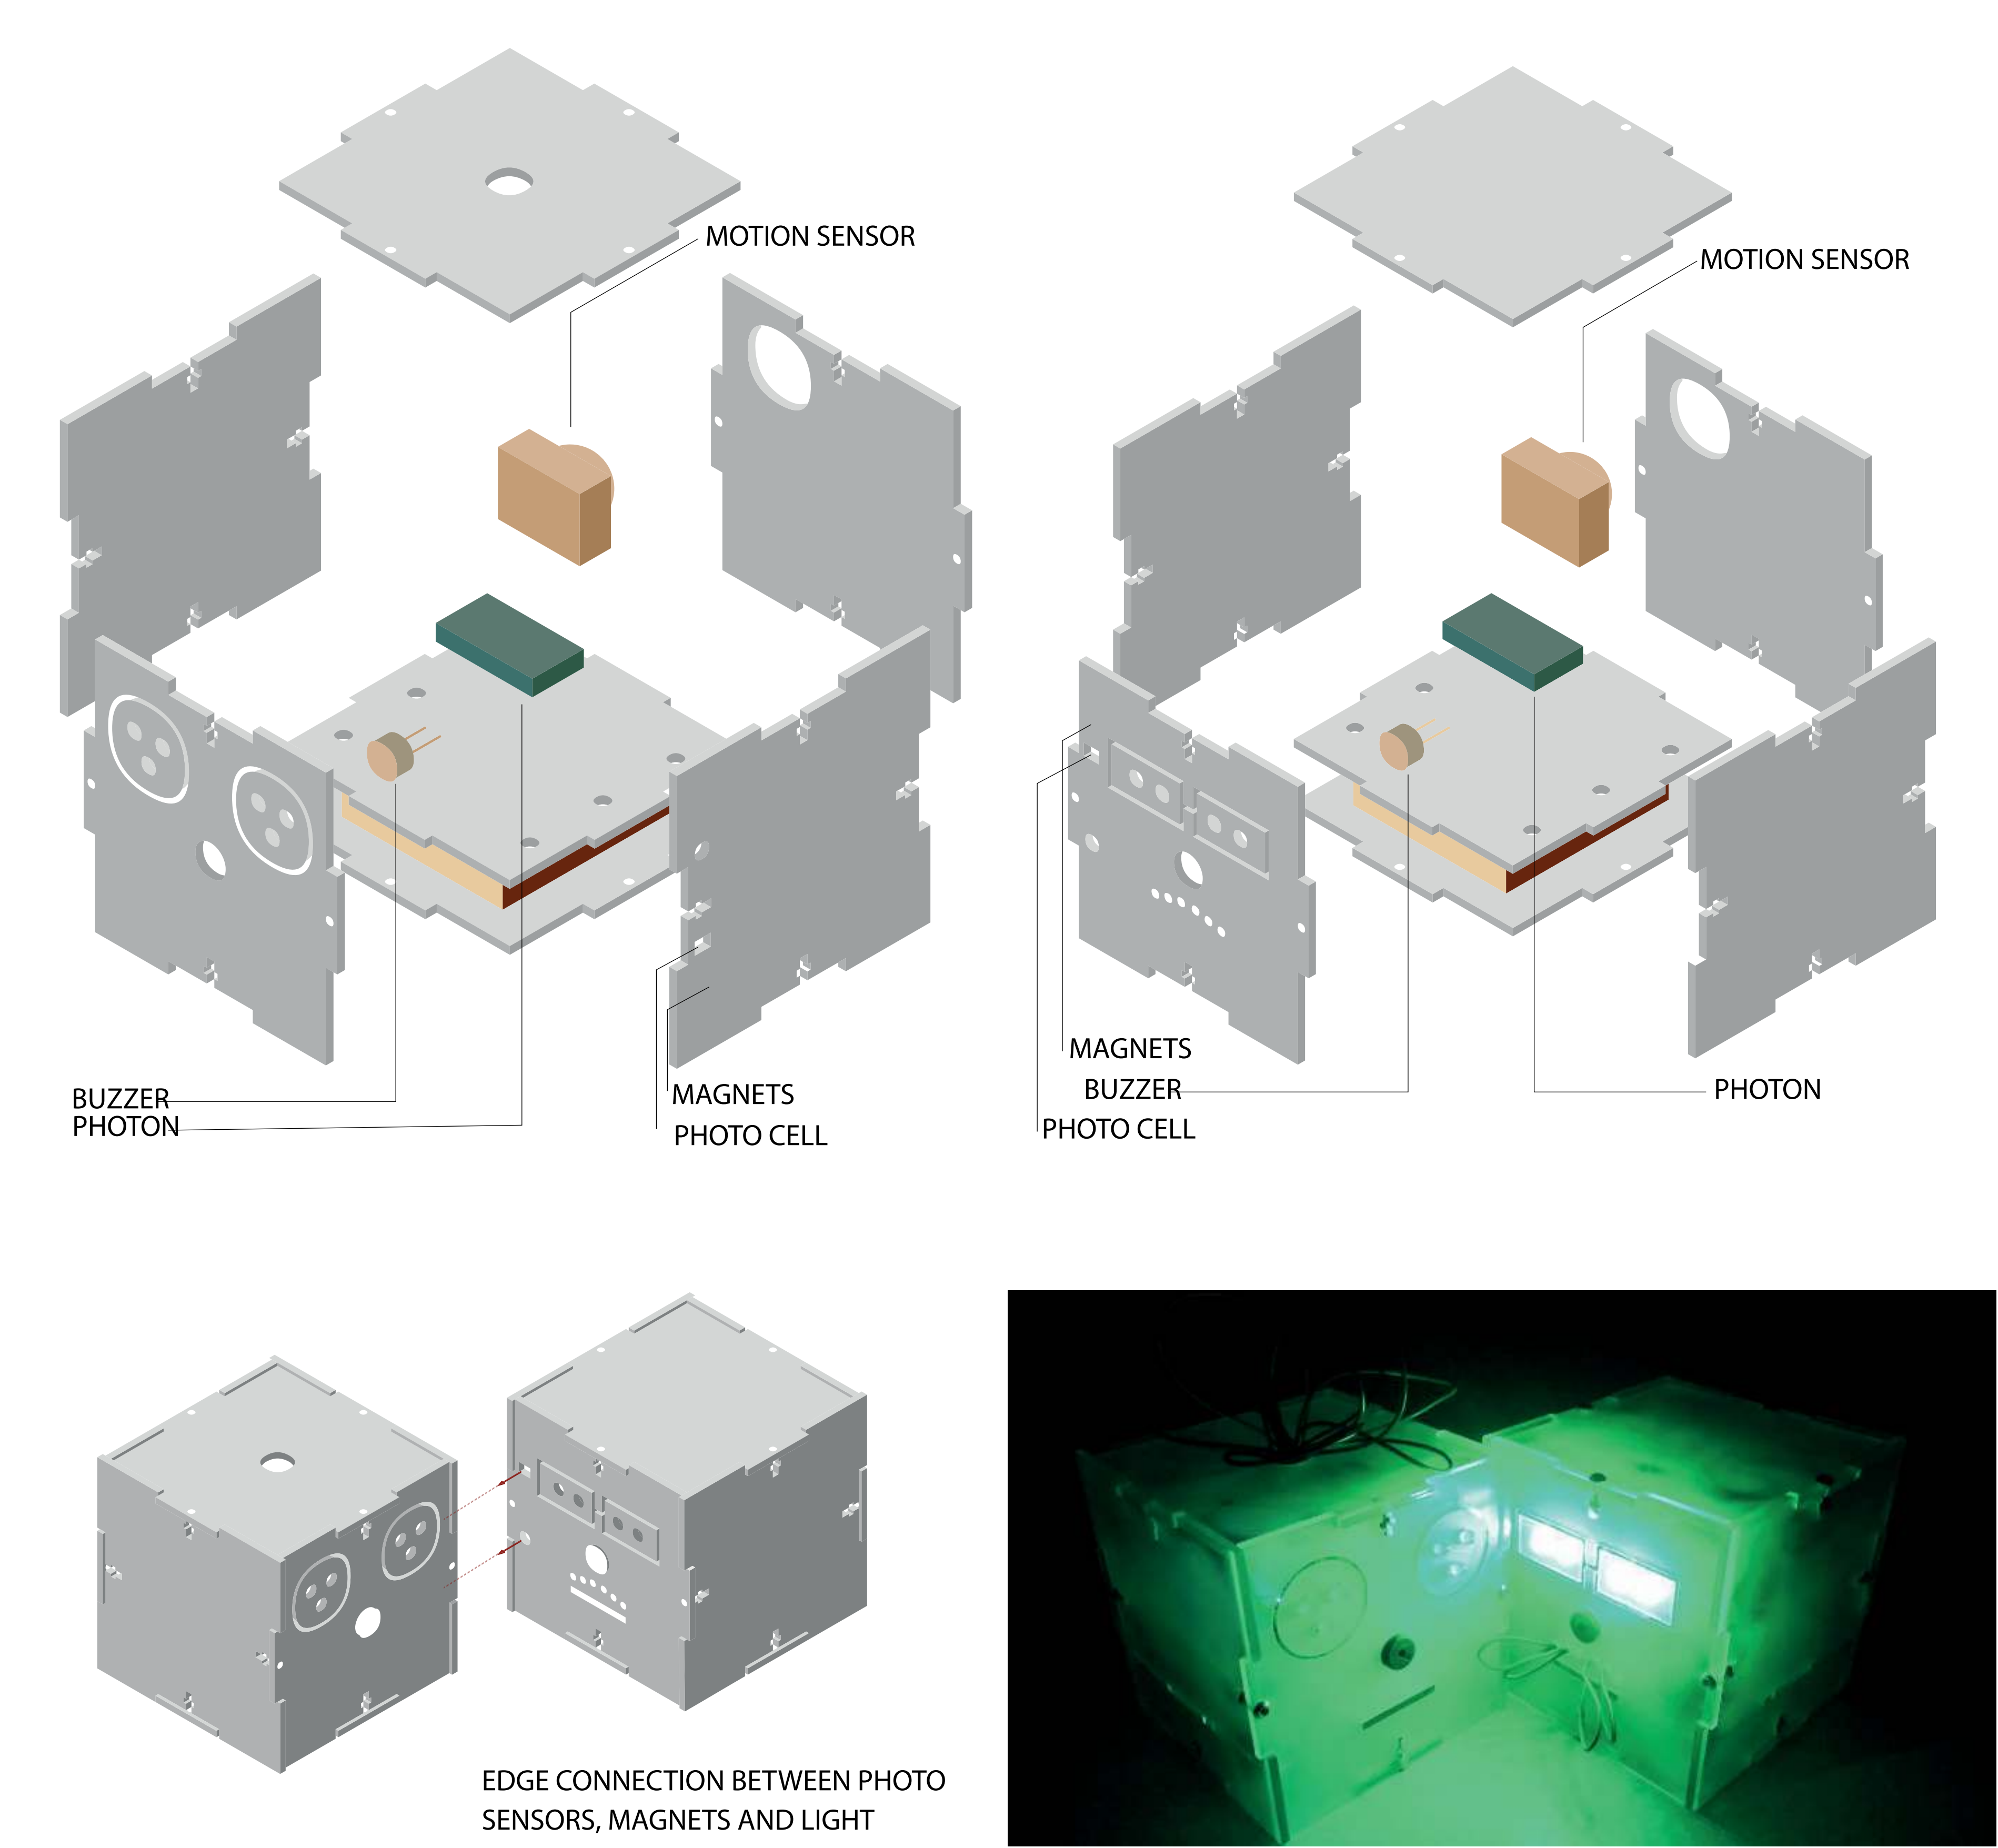 MOTION SENSOR
MOTION SENSOR
BUZZER
PHOTON
MAGNETS
PHOTO CELL
MAGNETS
BUZZER
PHOTO CELL
PHOTON
EDGE CONNECTION BETWEEN PHOTO
SENSORS, MAGNETS AND LIGHT